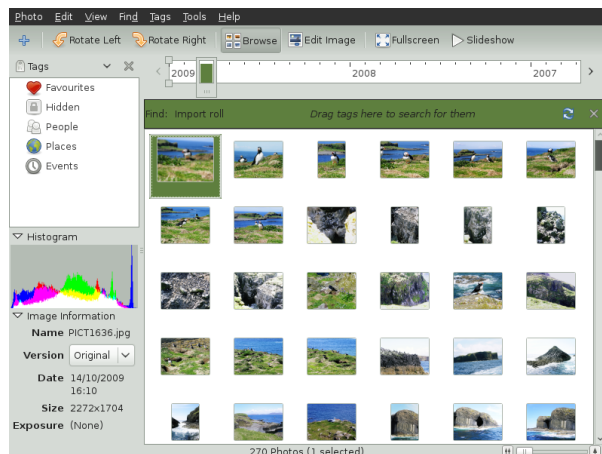 Photo Edit View Find Tags Tools Help
Rotate Left Rotate Right Browse Edit Image Fullscreen Slideshow
Tags
2009 2008 2007
Favourites
Hidden
People
Places
Events
Find: Import roll Drag tags here to search for them
Histogram
Image Information
Name PICT1636.jpg
Version Original
Date 14/10/2009
16:10
Size 2272x1704
Exposure (None)
270 Photos (1 selected)